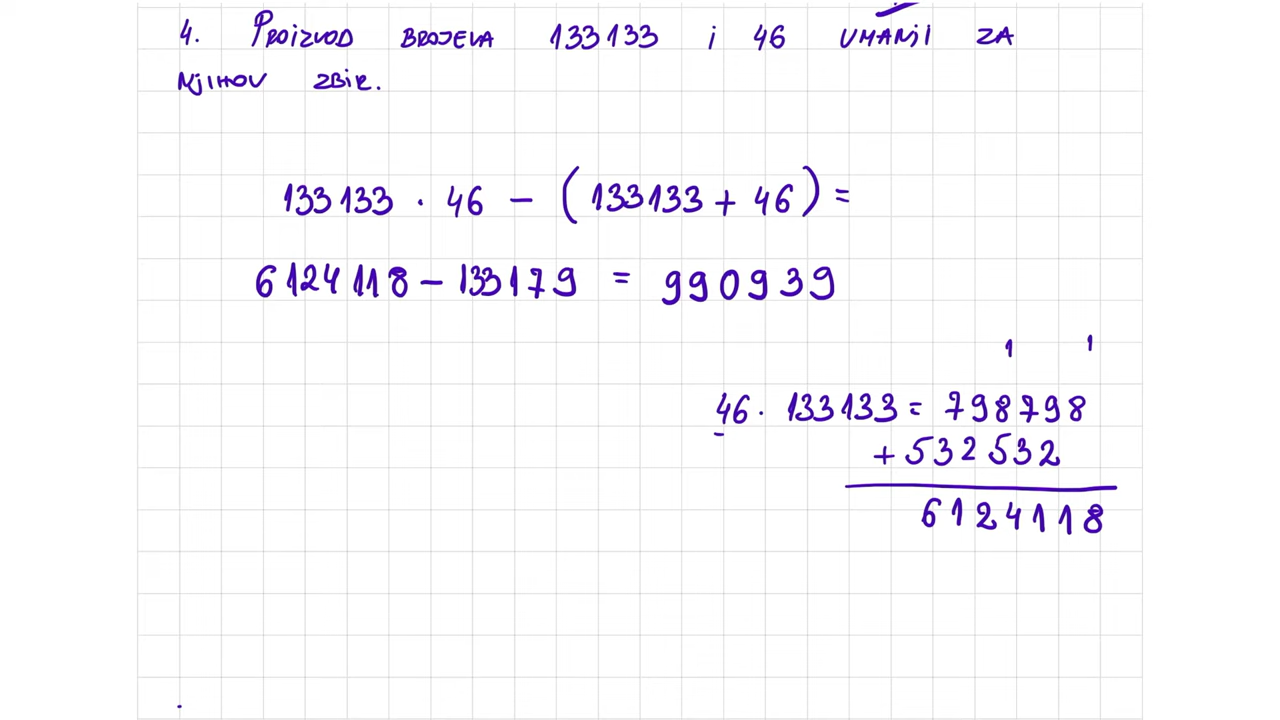 4. PROIZVOD BROJEVA 133133 i 46 UMANJI ZA
NJIHOV ZBIR.
133133 · 46 − (133133 + 46) =
6124118 − 133179 = 990939
1 1
46 · 133133 = 798798
+ 532532
6124118